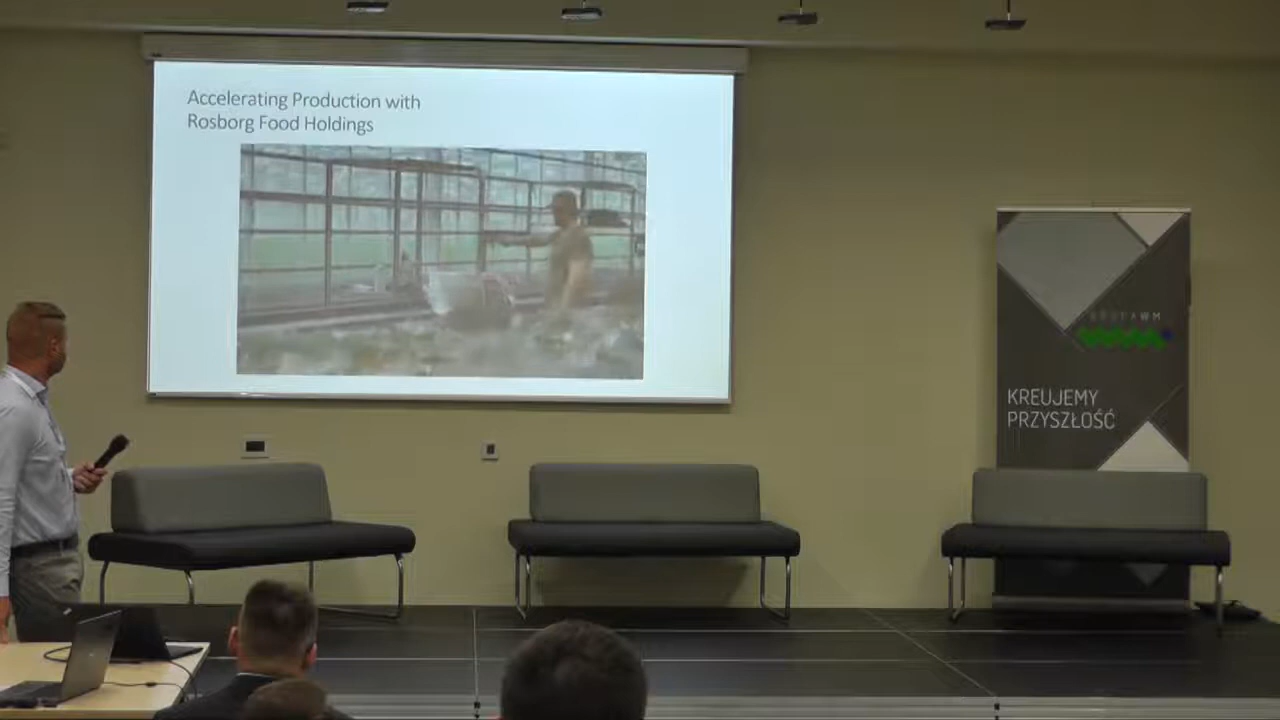 Accelerating Production with
Rosborg Food Holdings
KREUJEMY
PRZYSZŁOŚĆ